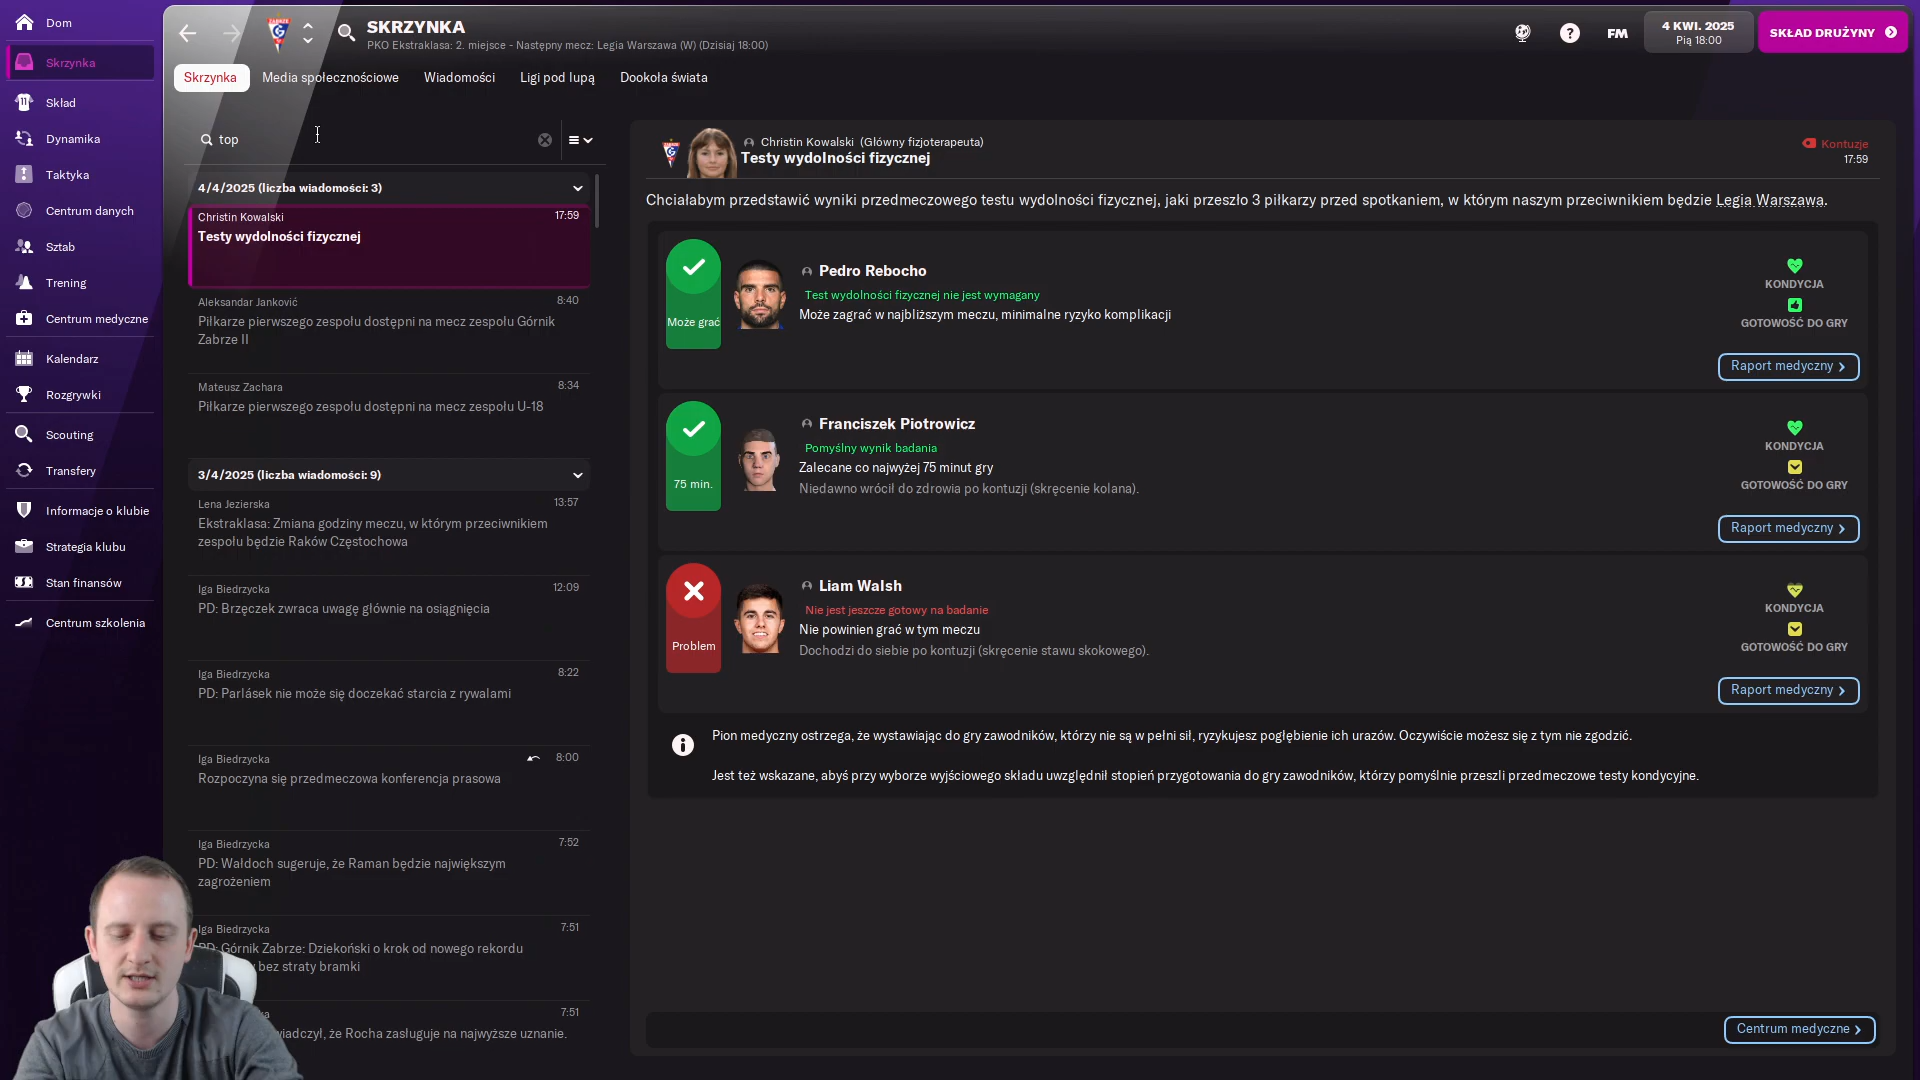 Dom
Skrzynka
Skład
Dynamika
Taktyka
Centrum danych
Sztab
Trening
Centrum medyczne
Kalendarz
Rozgrywki
Scouting
Transfery
Informacje o klubie
Strategia klubu
Stan finansów
Centrum szkolenia
SKRZYNKA
PKO Ekstraklasa: 2. miejsce - Następny mecz: Legia Warszawa (W) (Dzisiaj 18:00)
FM
4 KWI. 2025
Pią 18:00
SKŁAD DRUŻYNY
Skrzynka
Media społecznościowe
Wiadomości
Ligi pod lupą
Dookoła świata
top
4/4/2025 (liczba wiadomości: 3)
Christin Kowalski 17:59
Testy wydolności fizycznej
Aleksandar Janković 8:40
Piłkarze pierwszego zespołu dostępni na mecz zespołu Górnik
Zabrze II
Mateusz Zachara 8:34
Piłkarze pierwszego zespołu dostępni na mecz zespołu U-18
3/4/2025 (liczba wiadomości: 9)
Lena Jezierska 13:57
Ekstraklasa: Zmiana godziny meczu, w którym przeciwnikiem
zespołu będzie Raków Częstochowa
Iga Biedrzycka 12:09
PD: Brzęczek zwraca uwagę głównie na osiągnięcia
Iga Biedrzycka 8:22
PD: Parlásek nie może się doczekać starcia z rywalami
Iga Biedrzycka 8:00
Rozpoczyna się przedmeczowa konferencja prasowa
Iga Biedrzycka 7:52
PD: Wałdoch sugeruje, że Raman będzie największym
zagrożeniem
Iga Biedrzycka 7:51
PD: Górnik Zabrze: Dziekoński o krok od nowego rekordu
bez straty bramki
7:51
że Rocha zasługuje na najwyższe uznanie.
Christin Kowalski (Główny fizjoterapeuta)
Testy wydolności fizycznej
Kontuzje
17:59
Chciałabym przedstawić wyniki przedmeczowego testu wydolności fizycznej, jaki przeszło 3 piłkarzy przed spotkaniem, w którym naszym przeciwnikiem będzie Legia Warszawa.
Może grać
Pedro Rebocho
Test wydolności fizycznej nie jest wymagany
Może zagrać w najbliższym meczu, minimalne ryzyko komplikacji
KONDYCJA
GOTOWOŚĆ DO GRY
Raport medyczny
75 min.
Franciszek Piotrowicz
Pomyślny wynik badania
Zalecane co najwyżej 75 minut gry
Niedawno wrócił do zdrowia po kontuzji (skręcenie kolana).
KONDYCJA
GOTOWOŚĆ DO GRY
Raport medyczny
Problem
Liam Walsh
Nie jest jeszcze gotowy na badanie
Nie powinien grać w tym meczu
Dochodzi do siebie po kontuzji (skręcenie stawu skokowego).
KONDYCJA
GOTOWOŚĆ DO GRY
Raport medyczny
Pion medyczny ostrzega, że wystawiając do gry zawodników, którzy nie są w pełni sił, ryzykujesz pogłębienie ich urazów. Oczywiście możesz się z tym nie zgodzić.
Jest też wskazane, abyś przy wyborze wyjściowego składu uwzględnił stopień przygotowania do gry zawodników, którzy pomyślnie przeszli przedmeczowe testy kondycyjne.
Centrum medyczne